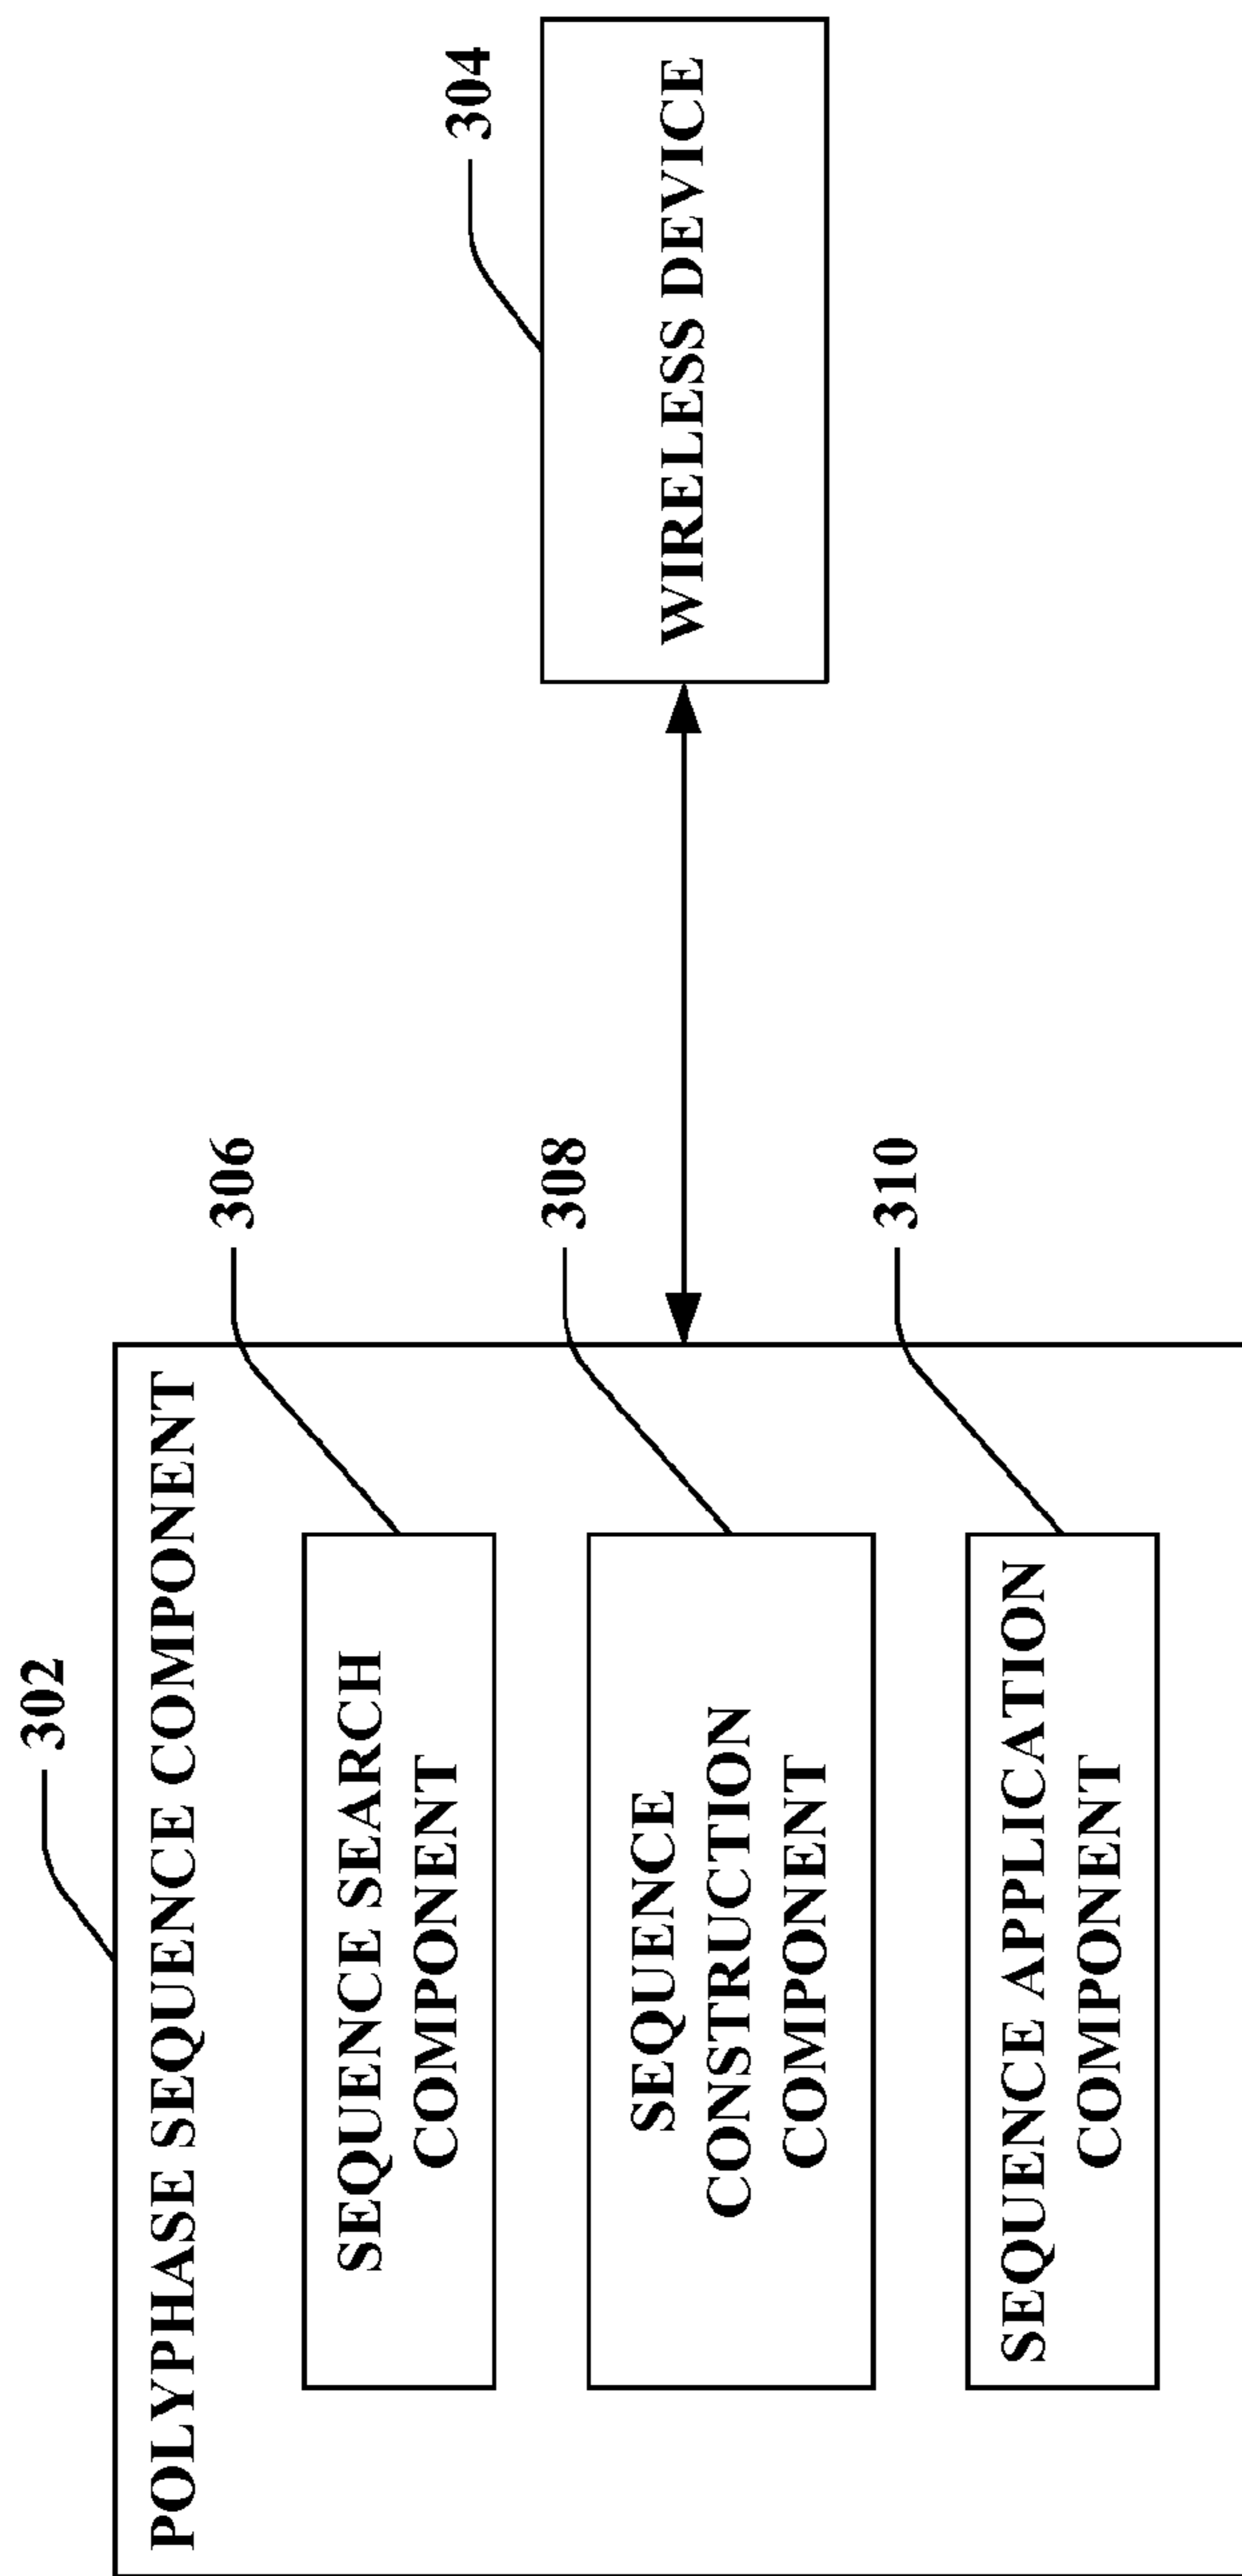 302
POLYPHASE SEQUENCE COMPONENT
306
SEQUENCE SEARCH
COMPONENT
308
SEQUENCE
CONSTRUCTION
COMPONENT
310
SEQUENCE APPLICATION
COMPONENT
304
WIRELESS DEVICE